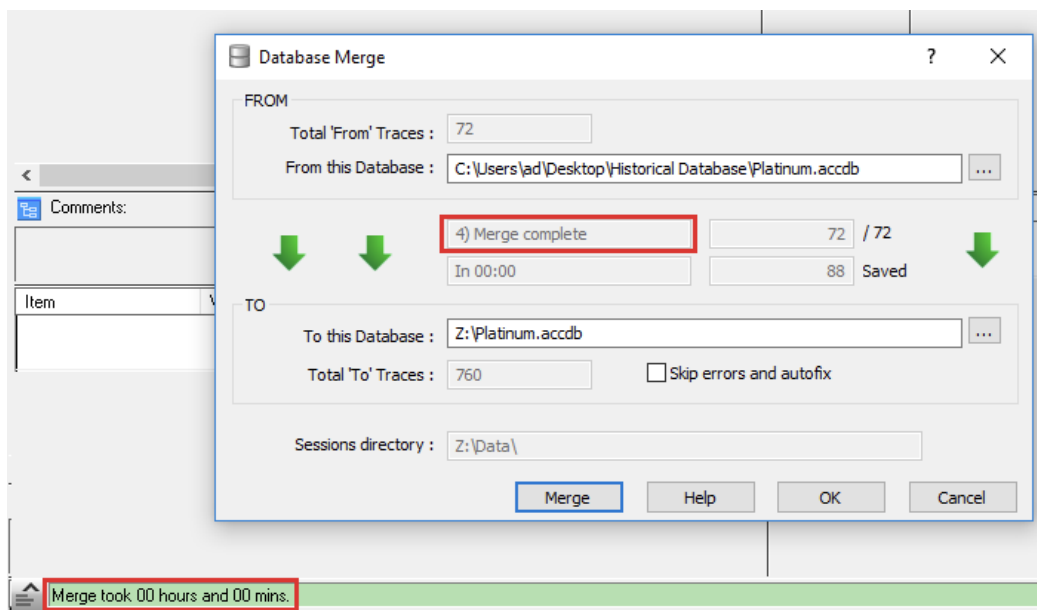 Database Merge
?
FROM
Total 'From' Traces :
72
From this Database :
C:\Users\ad\Desktop\Historical Database\Platinum.accdb
...
Comments:
4) Merge complete
72
/ 72
In 00:00
88
Saved
Item
TO
To this Database :
Z:\Platinum.accdb
...
Total 'To' Traces :
760
Skip errors and autofix
Sessions directory :
Z:\Data\
Merge
Help
OK
Cancel
Merge took 00 hours and 00 mins.